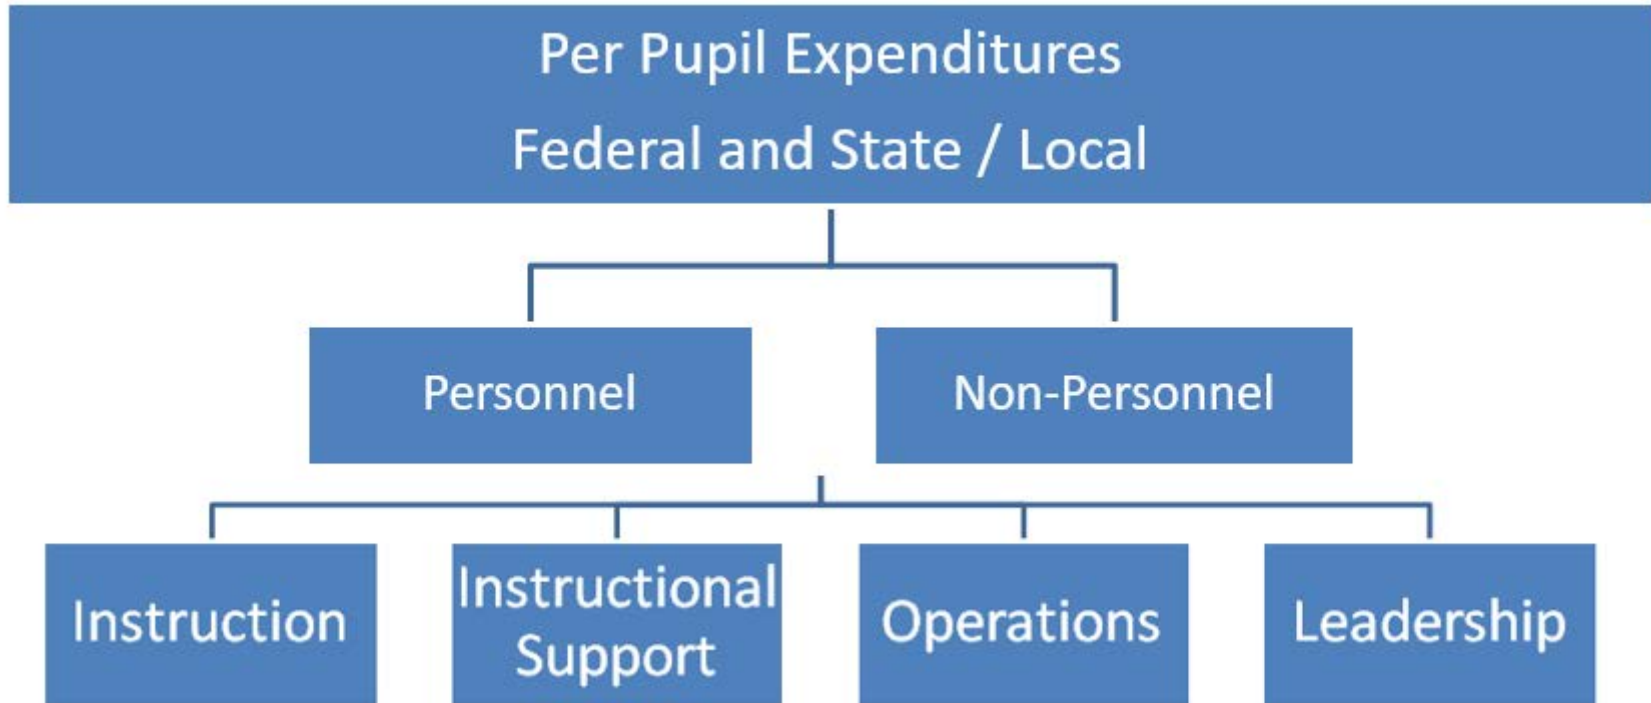 Per Pupil Expenditures
Federal and State / Local
Personnel
Non-Personnel
Instruction
Instructional
Support
Operations
Leadership